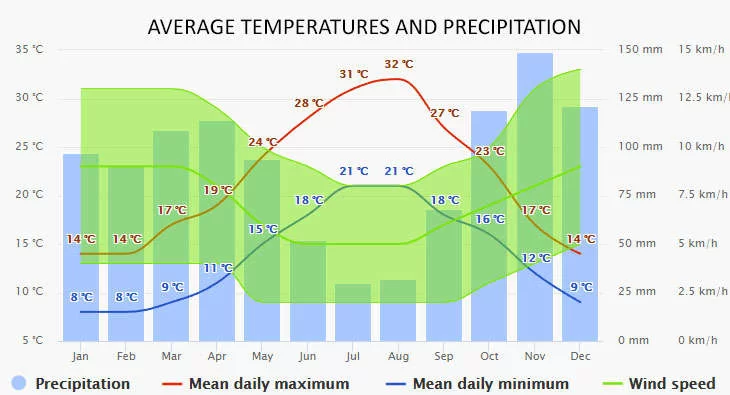 AVERAGE TEMPERATURES AND PRECIPITATION
35 °C 150 mm 15 km/h
32 °C
31 °C
30 °C 28 °C 125 mm 12.5 km/h
27 °C
25 °C 24 °C 23 °C 100 mm 10 km/h
21 °C 21 °C
20 °C 19 °C 75 mm 7.5 km/h
17 °C 18 °C 18 °C 17 °C
16 °C
15 °C 15 °C 50 mm 5 km/h
14 °C 14 °C 14 °C
12 °C
10 °C 11 °C 25 mm 2.5 km/h
8 °C 8 °C 9 °C 9 °C
5 °C 0 mm 0 km/h
Jan Feb Mar Apr May Jun Jul Aug Sep Oct Nov Dec
Precipitation Mean daily maximum Mean daily minimum Wind speed